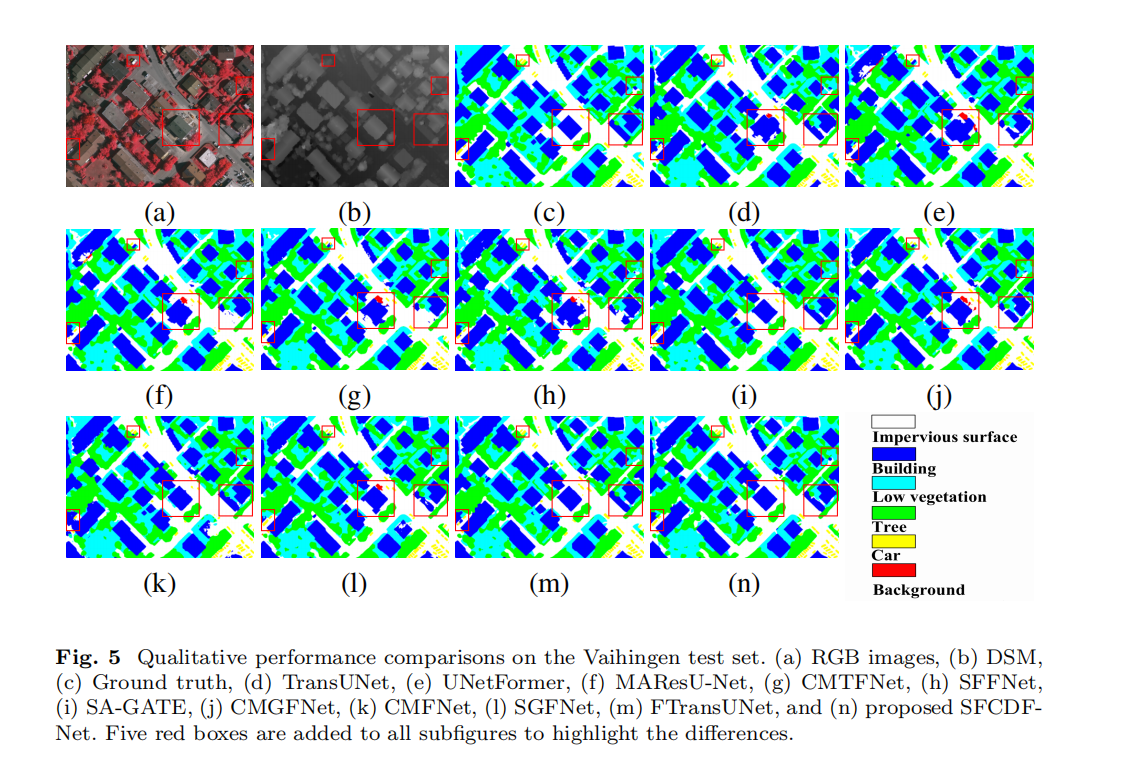 (a) (b) (c) (d) (e)
(f) (g) (h) (i) (j)
Impervious surface
Building
Low vegetation
Tree
Car
Background
(k) (l) (m) (n)
Fig. 5 Qualitative performance comparisons on the Vaihingen test set. (a) RGB images, (b) DSM,
(c) Ground truth, (d) TransUNet, (e) UNetFormer, (f) MAResU-Net, (g) CMTFNet, (h) SFFNet,
(i) SA-GATE, (j) CMGFNet, (k) CMFNet, (l) SGFNet, (m) FTransUNet, and (n) proposed SFCDF-
Net. Five red boxes are added to all subfigures to highlight the differences.